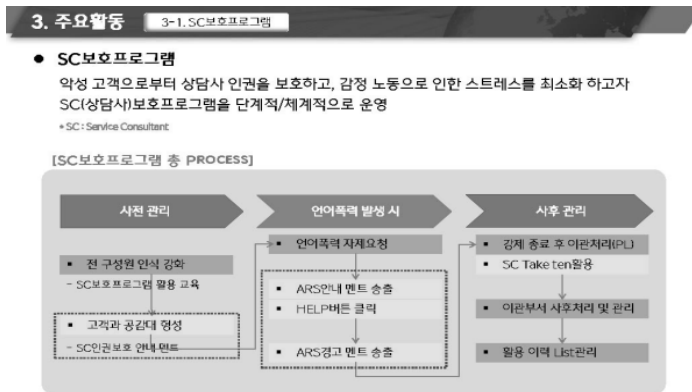 3. 주요활동
3-1. SC보호프로그램
● SC보호프로그램
악성 고객으로부터 상담사 인권을 보호하고, 감정 노동으로 인한 스트레스를 최소화 하고자
SC(상담사)보호프로그램을 단계적/체계적으로 운영
* SC : Service Consultant
[SC보호프로그램 총 PROCESS]
사전 관리
▪ 전 구성원 인식 강화
- SC보호프로그램 활용 교육
▪ 고객과 공감대 형성
- SC인권보호 안내 멘트
언어폭력 발생 시
▪ 언어폭력 자제요청
▪ ARS안내 멘트 송출
▪ HELP버튼 클릭
▪ ARS경고 멘트 송출
사후 관리
▪ 강제 종료 후 이관처리(PL)
▪ SC Take ten활용
▪ 이관부서 사후처리 및 관리
▪ 활용 이력 List관리